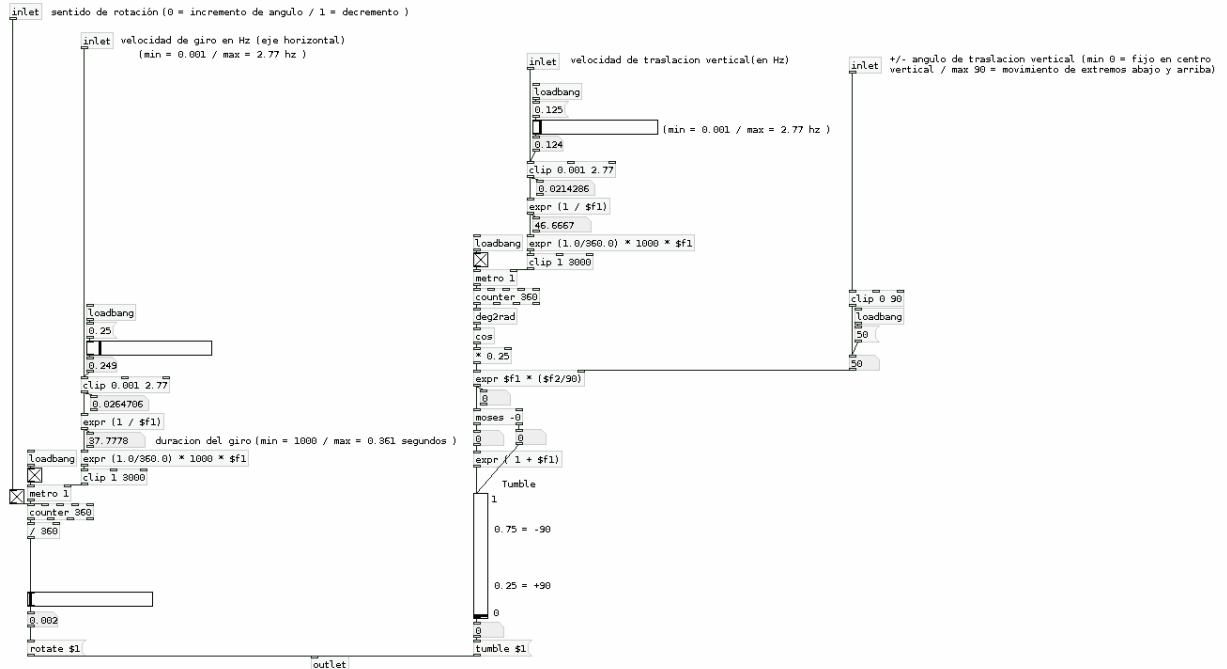 inlet sentido de rotación (0 = incremento de angulo / 1 = decremento )
inlet velocidad de giro en Hz (eje horizontal)
(min = 0.001 / max = 2.77 hz )
loadbang
0.25
0.249
clip 0.001 2.77
0.0264706
expr (1 / $f1)
37.7778 duracion del giro (min = 1000 / max = 0.361 segundos )
loadbang expr (1.0/360.0) * 1000 * $f1
clip 1 3000
metro 1
counter 360
/ 360
0.002
rotate $1
inlet velocidad de traslacion vertical(en Hz)
loadbang
0.125
(min = 0.001 / max = 2.77 hz )
0.124
clip 0.001 2.77
0.0214286
expr (1 / $f1)
46.6667
loadbang expr (1.0/360.0) * 1000 * $f1
clip 1 3000
metro 1
counter 360
deg2rad
cos
* 0.25
expr $f1 * ($f2/90)
0
moses -0
0 0
expr ( 1 + $f1)
Tumble
1
0.75 = -90
0.25 = +90
0
0
tumble $1
inlet +/- angulo de traslacion vertical (min 0 = fijo en centro
vertical / max 90 = movimiento de extremos abajo y arriba)
clip 0 90
loadbang
50
50
outlet